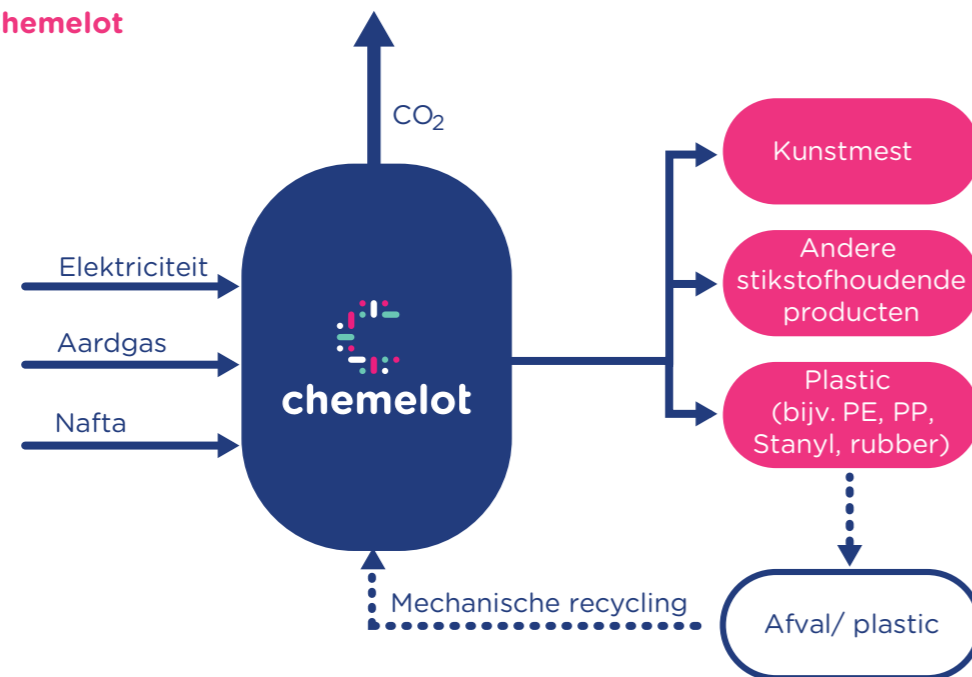 hemelot
CO₂
Kunstmest
Elektriciteit
Andere
stikstofhoudende
producten
Aardgas
chemelot
Plastic
(bijv. PE, PP,
Stanyl, rubber)
Nafta
Mechanische recycling
Afval/ plastic